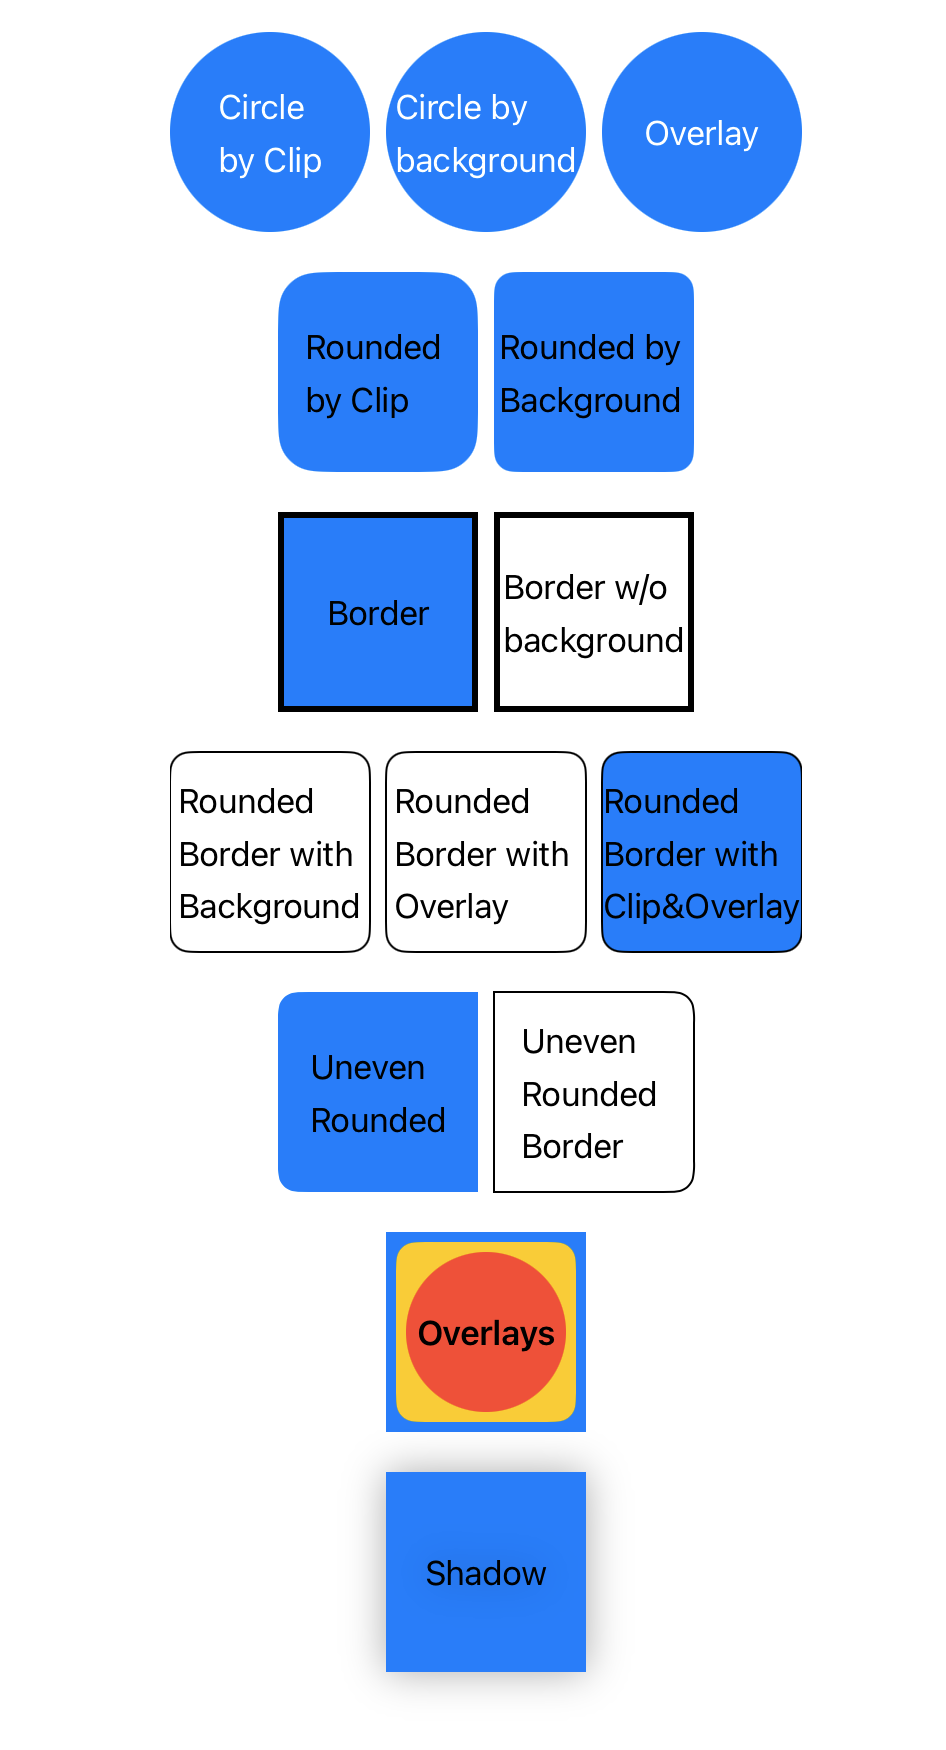 Circle
by Clip
Circle by
background
Overlay
Rounded
by Clip
Rounded by
Background
Border
Border w/o
background
Rounded
Border with
Background
Rounded
Border with
Overlay
Rounded
Border with
Clip&Overlay
Uneven
Rounded
Uneven
Rounded
Border
Overlays
Shadow